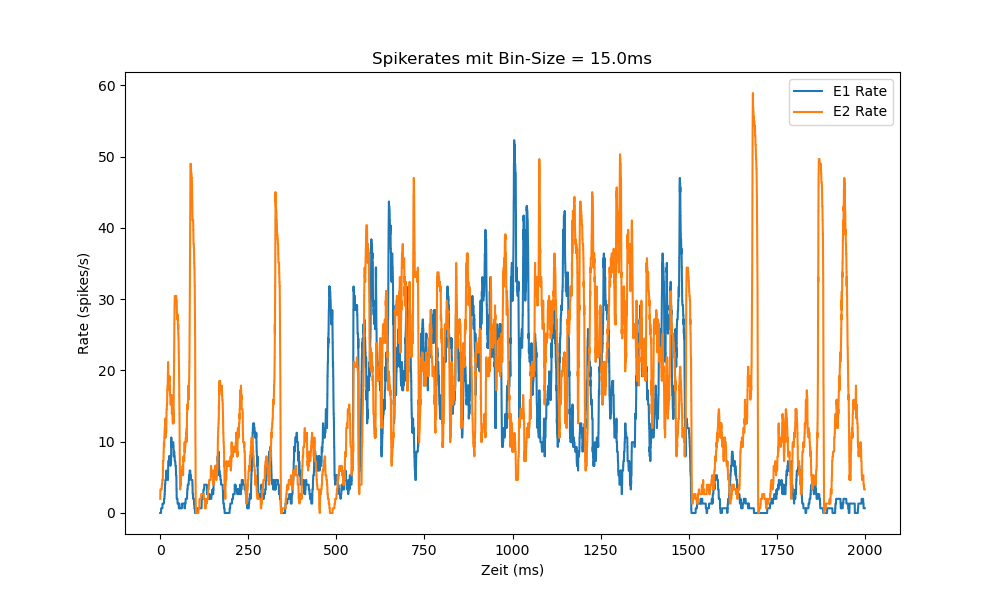 Spikerates mit Bin-Size = 15.0ms
E1 Rate
E2 Rate
60
50
40
30
20
10
0
Rate (spikes/s)
0 250 500 750 1000 1250 1500 1750 2000
Zeit (ms)